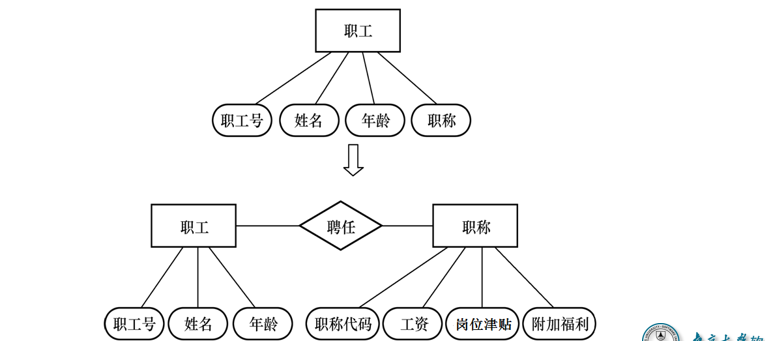 职工
职工号 姓名 年龄 职称
职工 聘任 职称
职工号 姓名 年龄 职称代码 工资 岗位津贴 附加福利